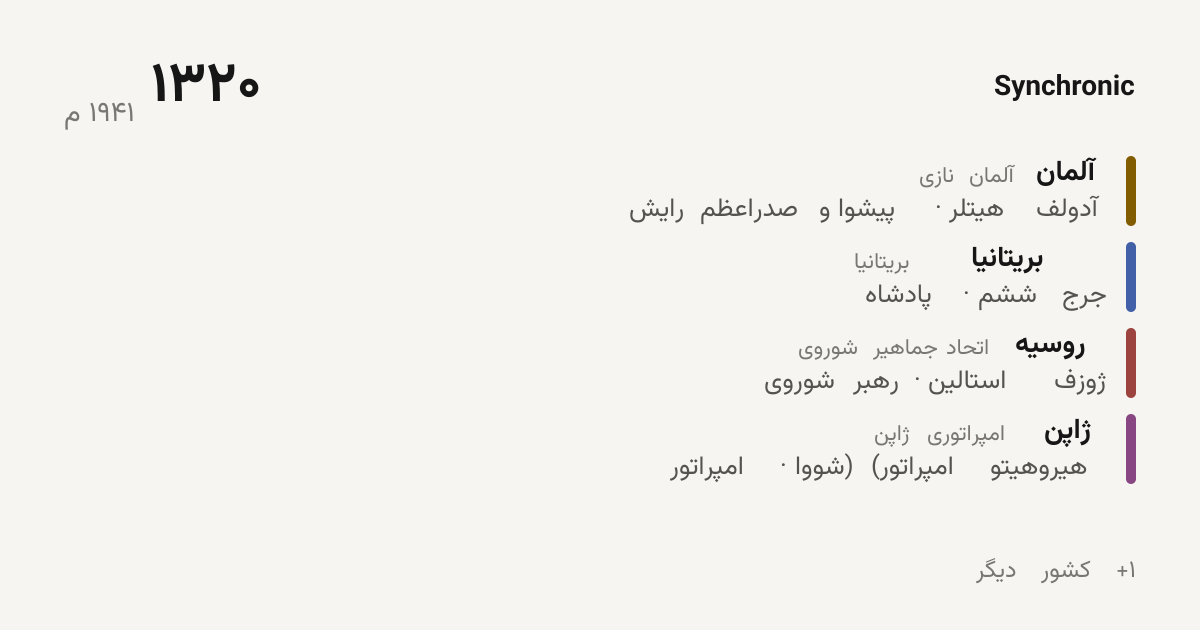 Synchronic
۱۳۲۰
۱۹۴۱ م
آلمان آلمان نازی
آدولف هیتلر · پیشوا و صدراعظم رایش
بریتانیا بریتانیا
جرج ششم · پادشاه
روسیه اتحاد جماهیر شوروی
ژوزف استالین · رهبر شوروی
ژاپن امپراتوری ژاپن
هیروهیتو (امپراتور شووا) · امپراتور
+۱ کشور دیگر